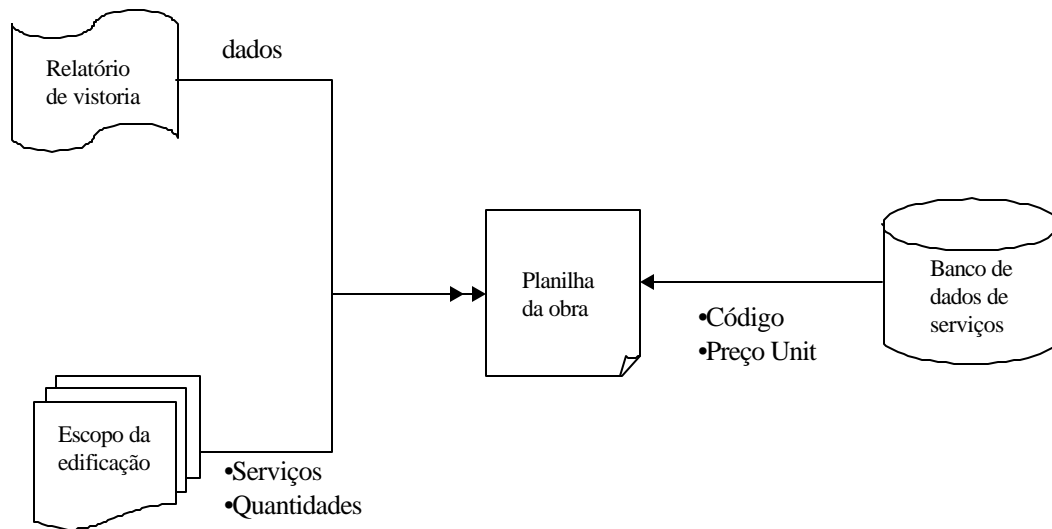 dados
Relatório
de vistoria
Planilha
da obra
Banco de
dados de
serviços
•Código
•Preço Unit
Escopo da
edificação
•Serviços
•Quantidades